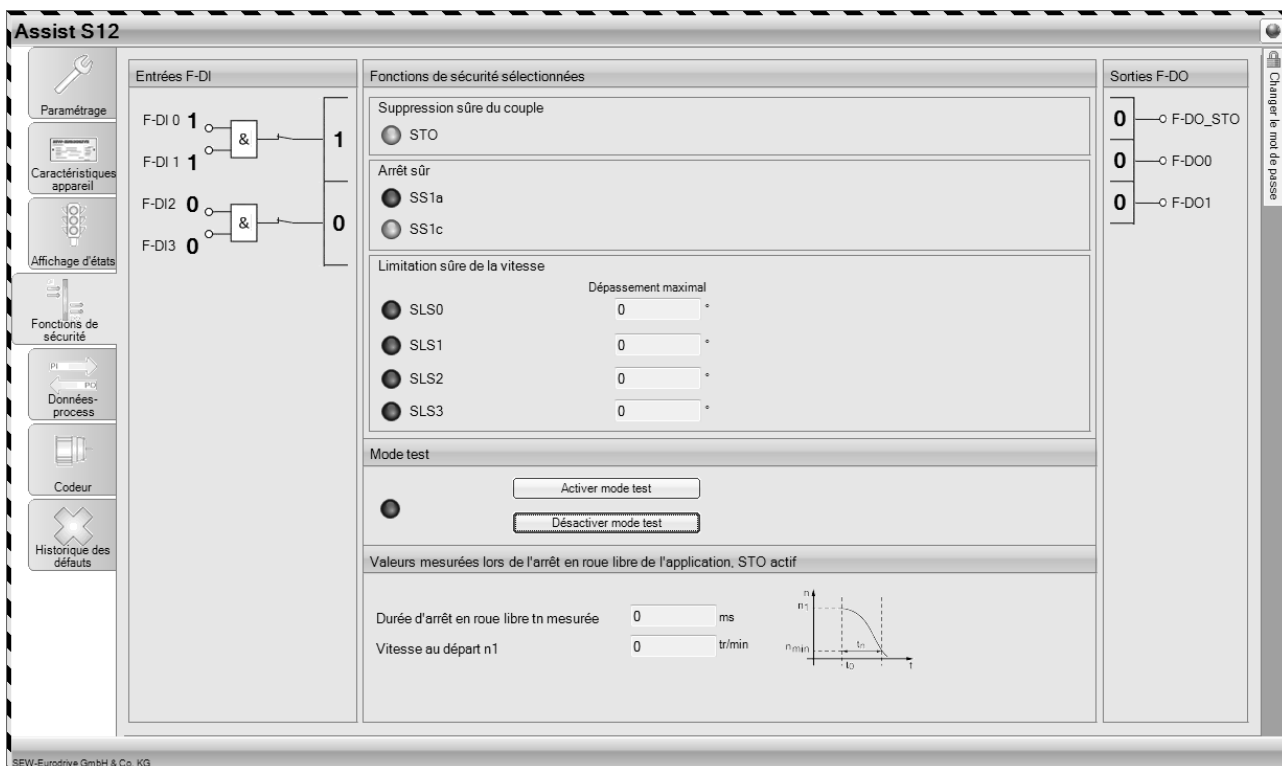 Assist S12
Paramétrage
Caractéristiques
appareil
Affichage d'états
Fonctions de
sécurité
PI
PO
Données-
process
Codeur
Historique des
défauts
Entrées F-DI
F-DI 0 1
F-DI 1 1
&
1
F-DI2 0
F-DI3 0
&
0
Fonctions de sécurité sélectionnées
Suppression sûre du couple
STO
Arrêt sûr
SS1a
SS1c
Limitation sûre de la vitesse
Dépassement maximal
SLS0 0 °
SLS1 0 °
SLS2 0 °
SLS3 0 °
Mode test
Activer mode test
Désactiver mode test
Valeurs mesurées lors de l'arrêt en roue libre de l'application, STO actif
Durée d'arrêt en roue libre tn mesurée 0 ms
Vitesse au départ n1 0 tr/min
n
n1
nmin
tn
t0
t
Sorties F-DO
0 F-DO_STO
0 F-DO0
0 F-DO1
Changer le mot de passe
SEW-Eurodrive GmbH & Co. KG